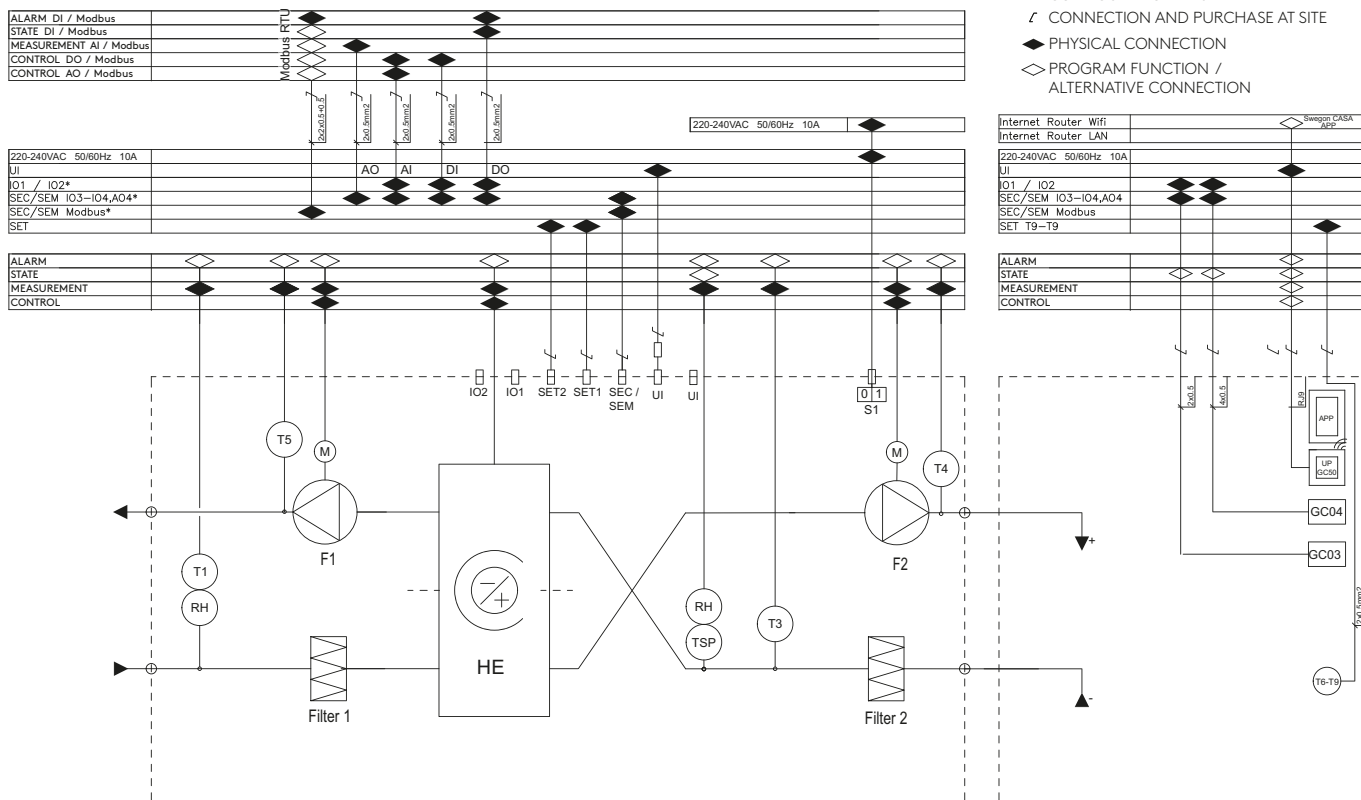 CONNECTION AND PURCHASE AT SITE
PHYSICAL CONNECTION
PROGRAM FUNCTION /
ALTERNATIVE CONNECTION
ALARM DI / Modbus
STATE DI / Modbus
MEASUREMENT AI / Modbus
CONTROL DO / Modbus
CONTROL AO / Modbus
Modbus RTU
2x2x0.5+0.5
2x0.5mm2
2x0.5mm2
2x0.5mm2
2x0.5mm2
220-240VAC 50/60Hz 10A
220-240VAC 50/60Hz 10A
UI
IO1 / IO2*
SEC/SEM IO3-IO4,AO4*
SEC/SEM Modbus*
SET
AO
AI
DI
DO
ALARM
STATE
MEASUREMENT
CONTROL
Internet Router Wifi
Internet Router LAN
Swegon CASA
APP
220-240VAC 50/60Hz 10A
UI
IO1 / IO2
SEC/SEM IO3-IO4,AO4
SEC/SEM Modbus
SET T9-T9
ALARM
STATE
MEASUREMENT
CONTROL
IO2
IO1
SET2
SET1
SEC /
SEM
UI
UI
0 1
S1
T5
M
F1
T1
RH
Filter 1
HE
RH
TSP
T3
M
T4
F2
Filter 2
+
-
2x0.5
4x0.5
RJ9
APP
UP
GC50
GC04
GC03
2x0.5mm2
T6-T9